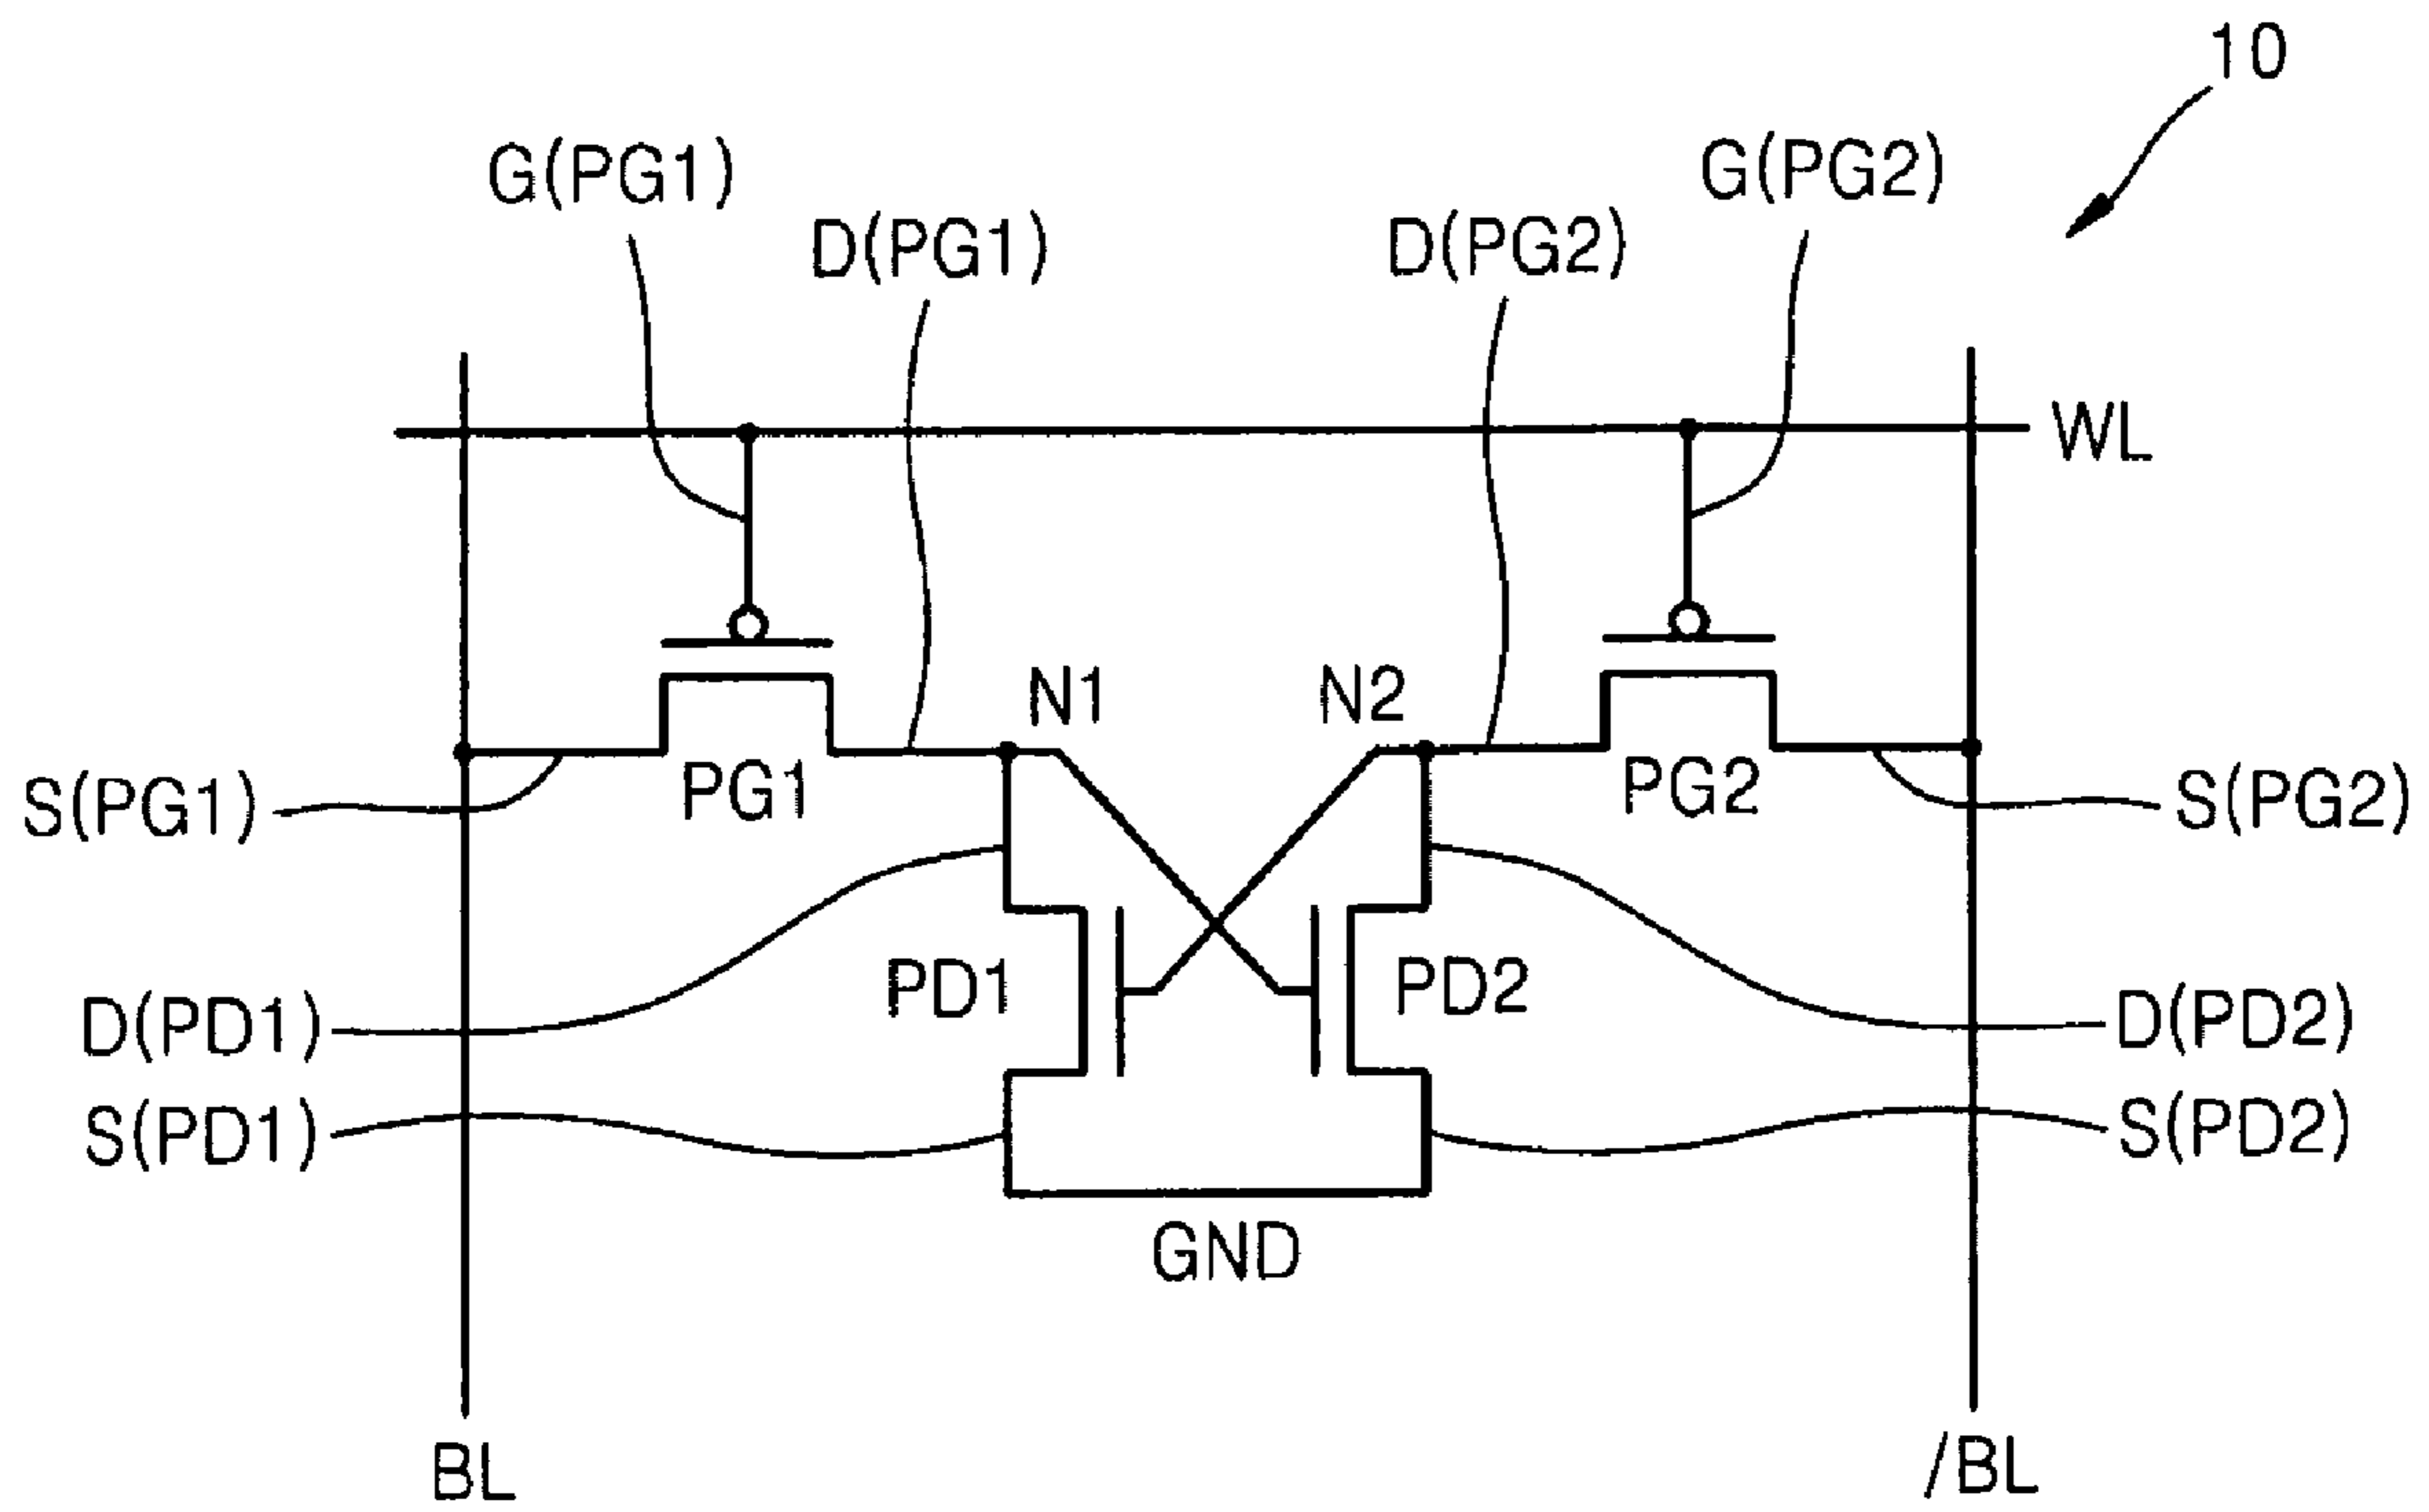 10
G(PG1)
G(PG2)
D(PG1)
D(PG2)
WL
N1
N2
PG1
PG2
S(PG1)
S(PG2)
PD1
PD2
D(PD1)
D(PD2)
S(PD1)
S(PD2)
GND
BL
/BL